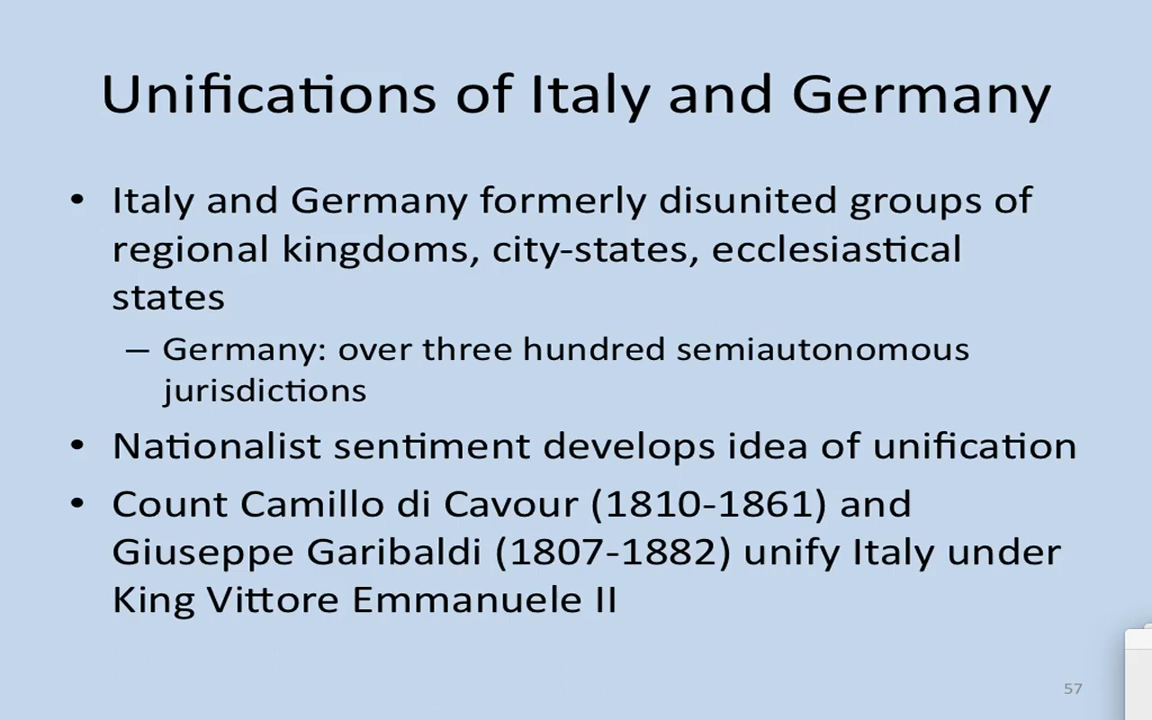 Unifications of Italy and Germany
• Italy and Germany formerly disunited groups of
regional kingdoms, city-states, ecclesiastical
states
– Germany: over three hundred semiautonomous
jurisdictions
• Nationalist sentiment develops idea of unification
• Count Camillo di Cavour (1810-1861) and
Giuseppe Garibaldi (1807-1882) unify Italy under
King Vittore Emmanuele II
57